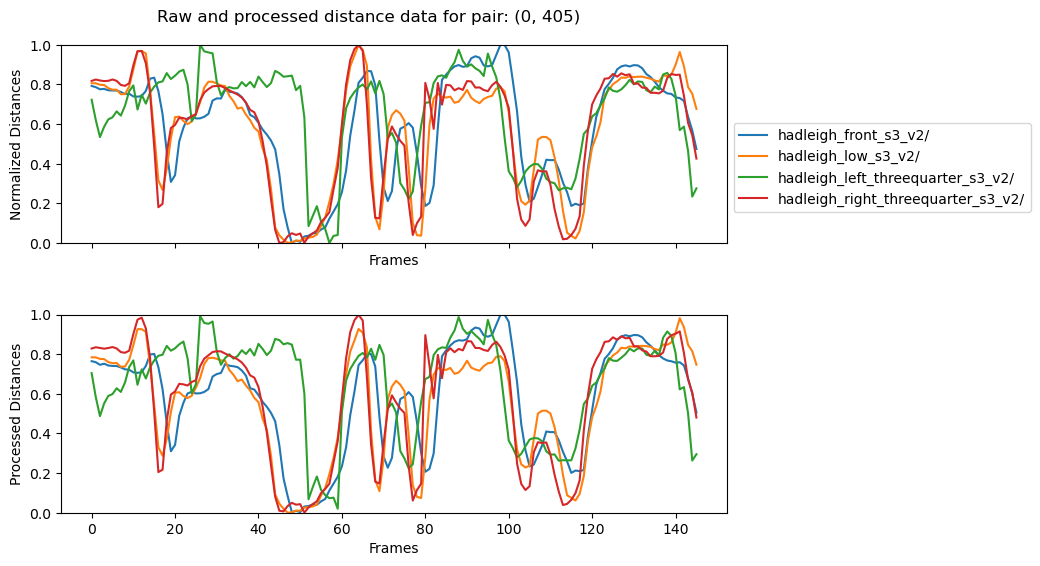 Raw and processed distance data for pair: (0, 405)
1.0
0.8
0.6
0.4
0.2
0.0
Normalized Distances
Frames
hadleigh_front_s3_v2/
hadleigh_low_s3_v2/
hadleigh_left_threequarter_s3_v2/
hadleigh_right_threequarter_s3_v2/
1.0
0.8
0.6
0.4
0.2
0.0
Processed Distances
0 20 40 60 80 100 120 140
Frames